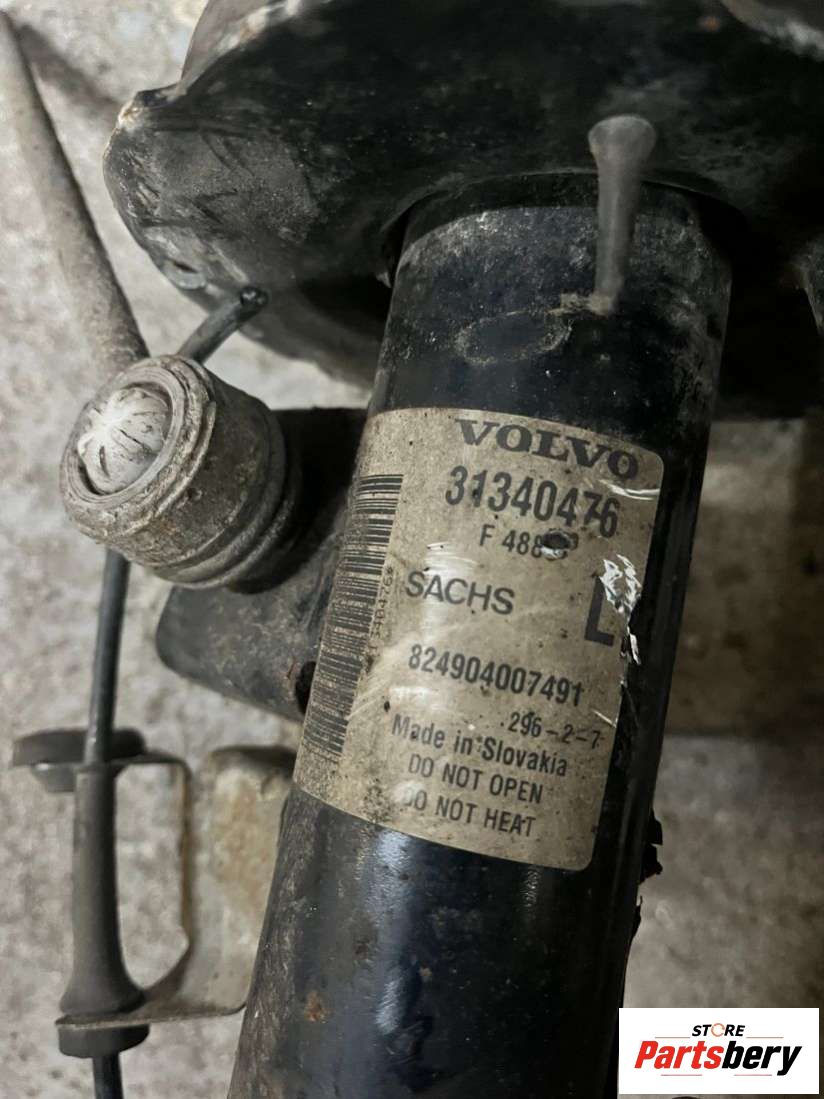 VOLVO
31340476
F
SACHS L
824904007491
296-2-7
Made in Slovakia
DO NOT OPEN
DO NOT HEAT
STORE
Partsbery